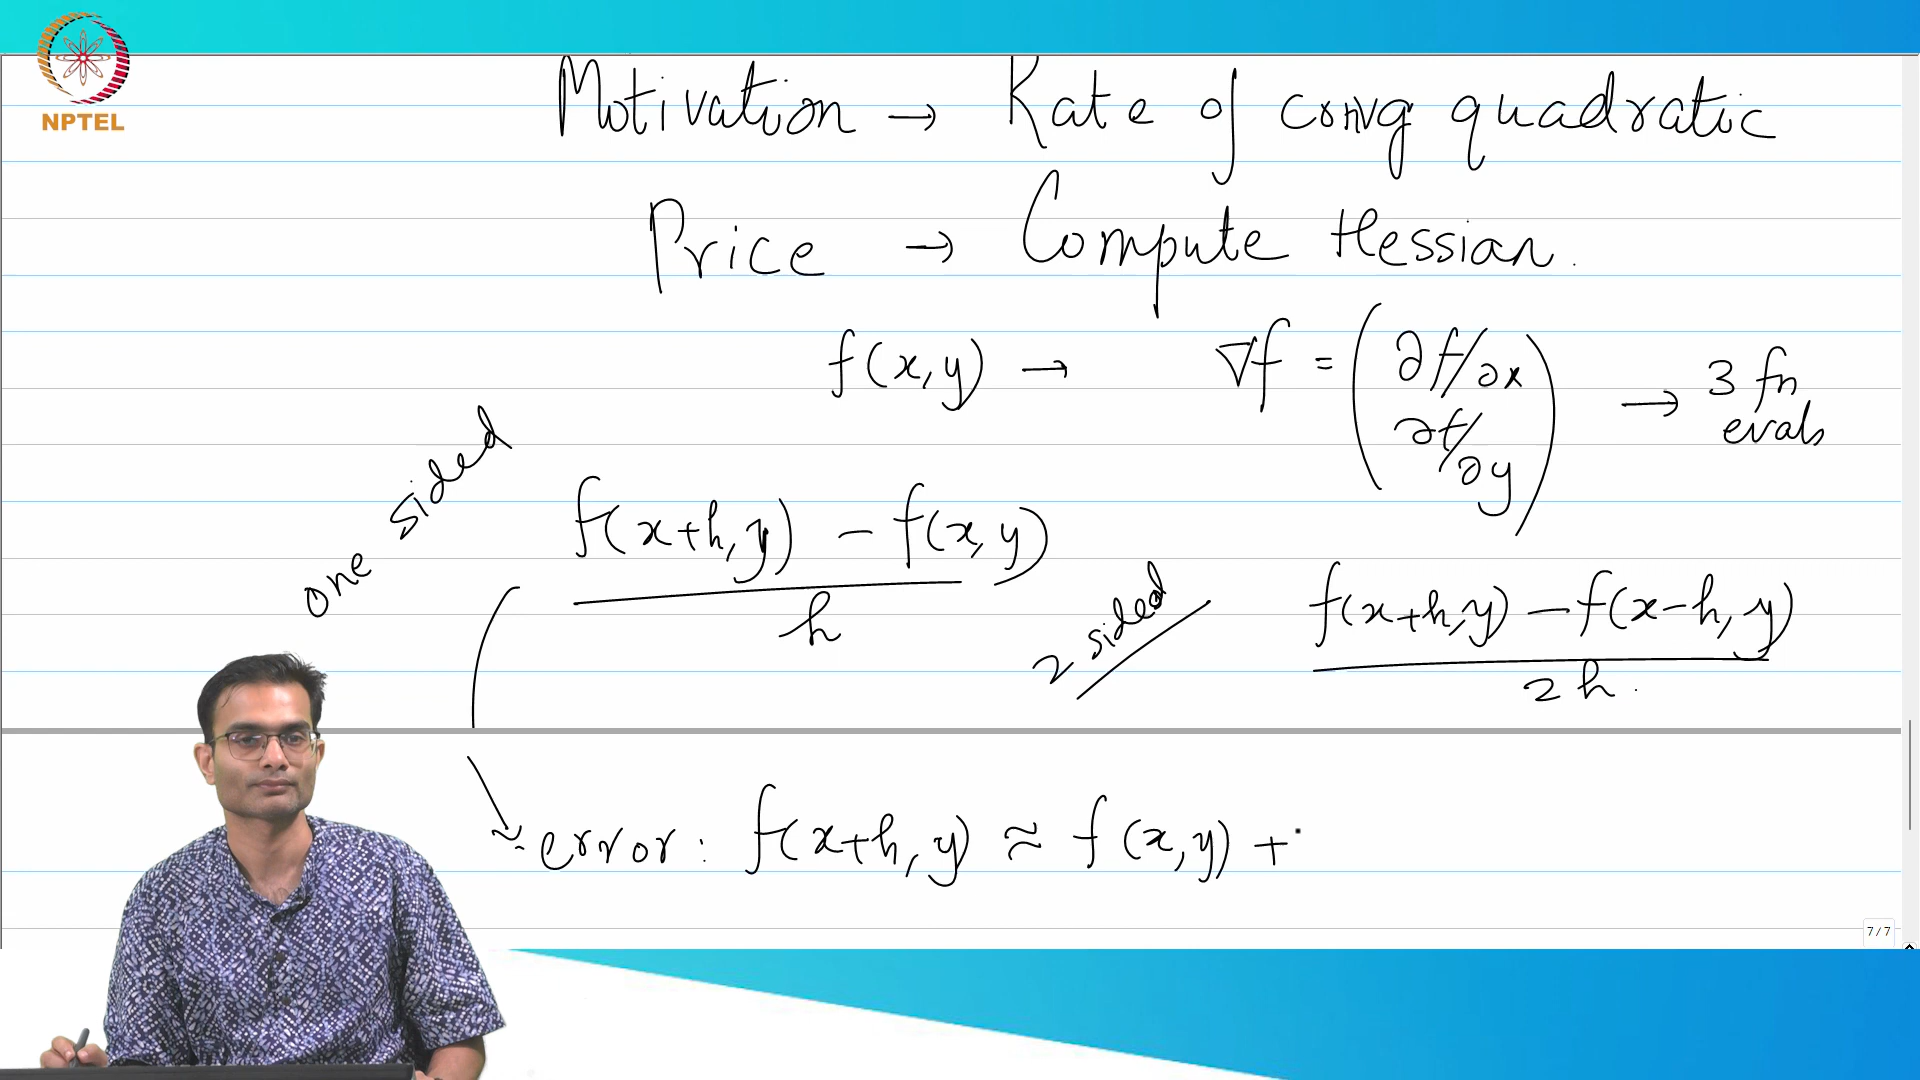 NPTEL
Motivation → Rate of convg quadratic
Price → Compute Hessian.
f(x,y) → ∇f = (∂f/∂x ∂f/∂y) → 3 fn evals
one sided
f(x+h,y) - f(x,y)
h
2 sided
f(x+h,y) - f(x-h,y)
2h.
error: f(x+h,y) ≈ f(x,y) +
7/7